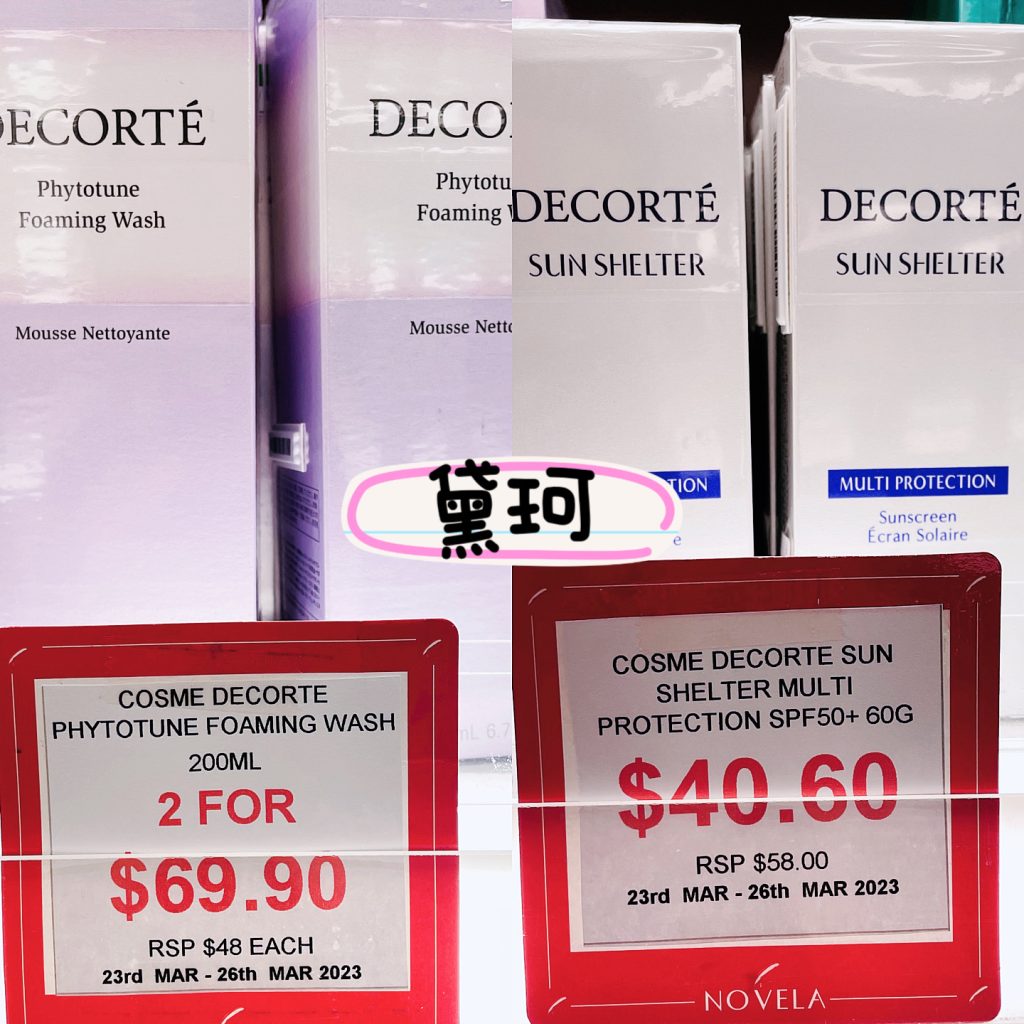 DECORTÉ
Phytotune
Foaming Wash
Mousse Nettoyante
DECO
Phytotu
Foaming
Mousse Netto
DECORTÉ
SUN SHELTER
TION
e
DECORTÉ
SUN SHELTER
MULTI PROTECTION
Sunscreen
Écran Solaire
黛珂
COSME DECORTE
PHYTOTUNE FOAMING WASH
200ML
2 FOR
$69.90
RSP $48 EACH
23rd MAR - 26th MAR 2023
COSME DECORTE SUN
SHELTER MULTI
PROTECTION SPF50+ 60G
$40.60
RSP $58.00
23rd MAR - 26th MAR 2023
NOVELA